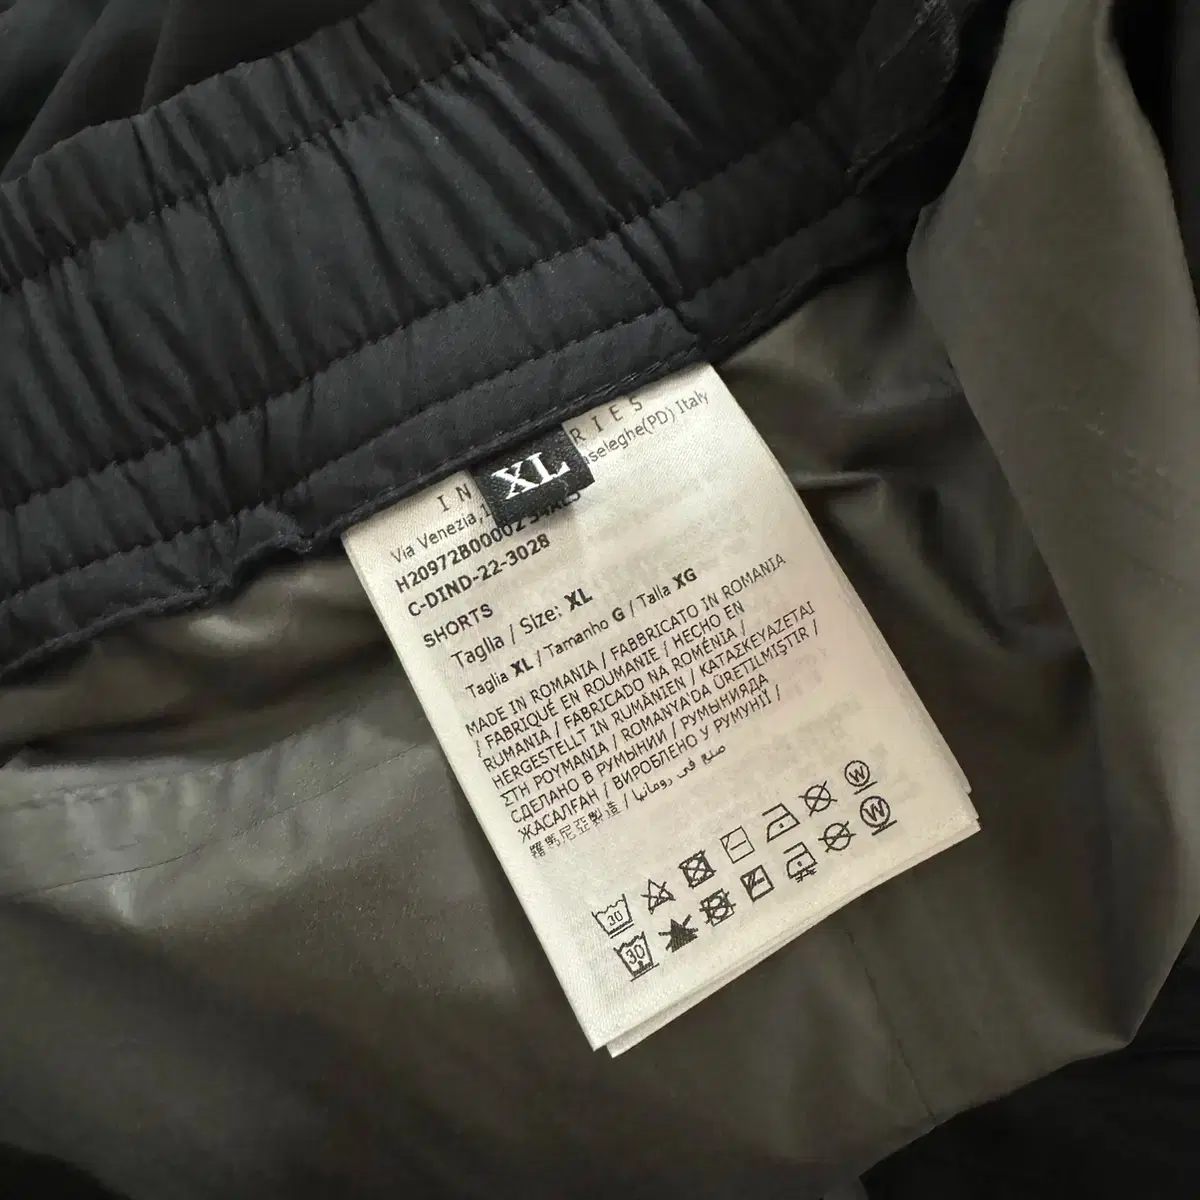 XL
IN RIES
Via Venezia,1 aseleghe(PD) Italy
H20972B00002
C-DIND-22-3028
SHORTS
Taglia / Size: XL
Taglia XL / Tamanho G / Talla XG
MADE IN ROMANIA / FABBRICATO IN ROMANIA
/ FABRIQUÉ EN ROUMANIE / HECHO EN
RUMANIA / FABRICADO NA ROMÉNIA /
HERGESTELLT IN RUMÄNIEN / ΚΑΤΑΣΚΕΥΑΖΕΤΑΙ
ΣΤΗ ΡΟΥΜΑΝΙΑ / ROMANYA'DA ÜRETILMIŞTIR /
СДЕЛАНО В РУМЫНИИ / РУМЫНИЯДА
ЖАСАЛҒАН / ВИРОБЛЕНО У РУМУНІЇ /
羅馬尼亞製造 / صنع في رومانيا
30 W
30 W